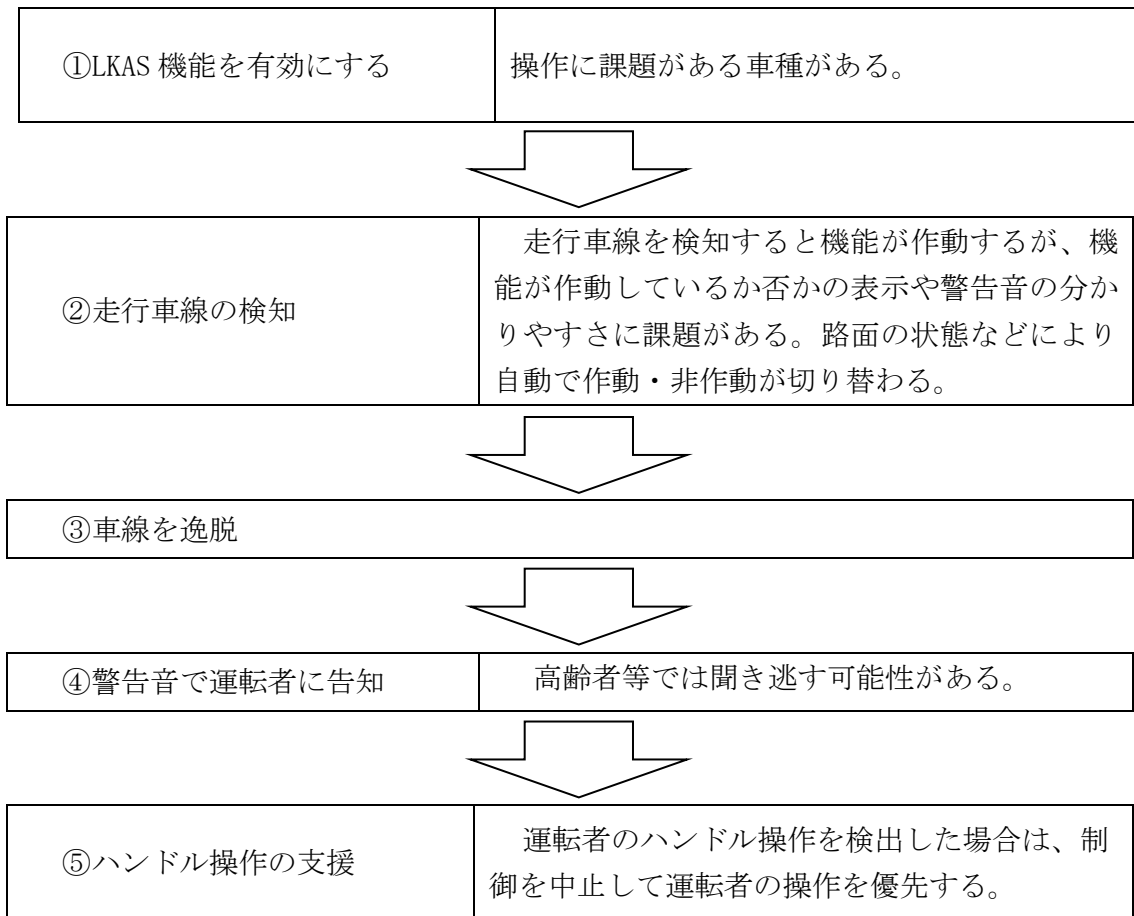 ①LKAS 機能を有効にする
操作に課題がある車種がある。
②走行車線の検知
走行車線を検知すると機能が作動するが、機
能が作動しているか否かの表示や警告音の分か
りやすさに課題がある。路面の状態などにより
自動で作動・非作動が切り替わる。
③車線を逸脱
④警告音で運転者に告知
高齢者等では聞き逃す可能性がある。
⑤ハンドル操作の支援
運転者のハンドル操作を検出した場合は、制
御を中止して運転者の操作を優先する。